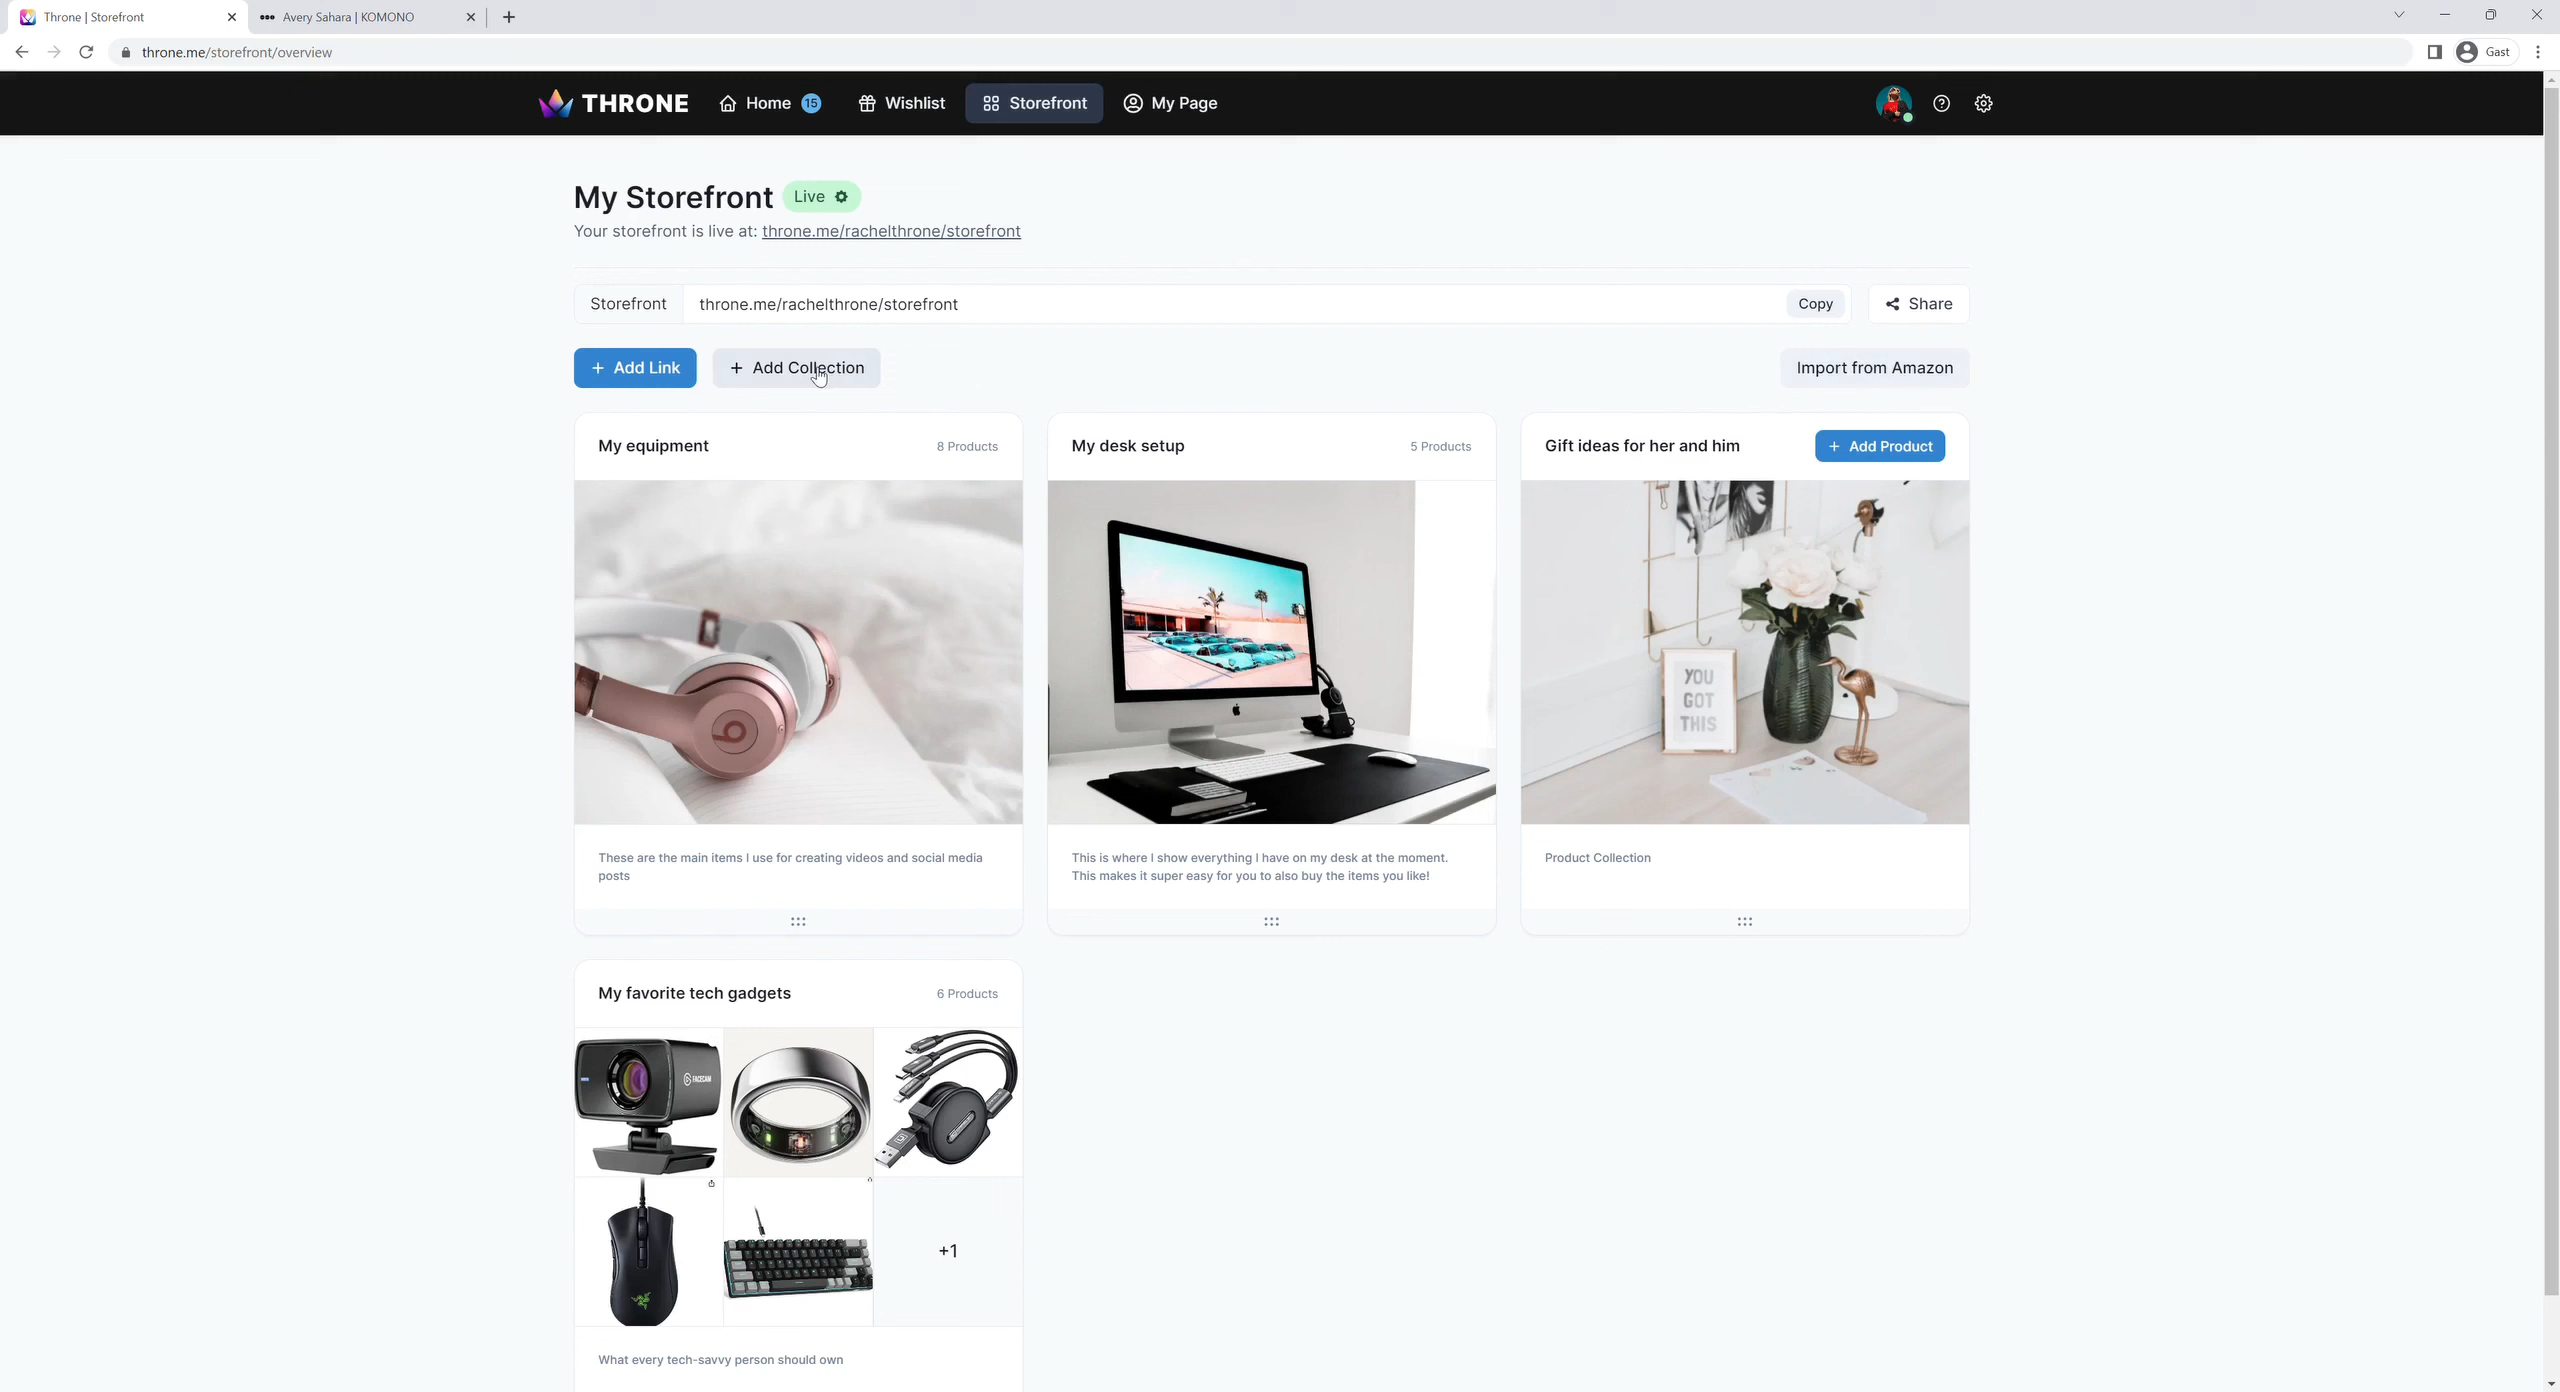 Throne | Storefront
Avery Sahara | KOMONO
throne.me/storefront/overview
Gast
THRONE
Home 15
Wishlist
Storefront
My Page
My Storefront
Live
Your storefront is live at: throne.me/rachelthrone/storefront
Storefront
throne.me/rachelthrone/storefront
Copy
Share
+ Add Link
+ Add Collection
Import from Amazon
My equipment
8 Products
My desk setup
5 Products
Gift ideas for her and him
+ Add Product
YOU
GOT
THIS
These are the main items I use for creating videos and social media
posts
This is where I show everything I have on my desk at the moment.
This makes it super easy for you to also buy the items you like!
Product Collection
My favorite tech gadgets
6 Products
FACECAM
+1
What every tech-savvy person should own